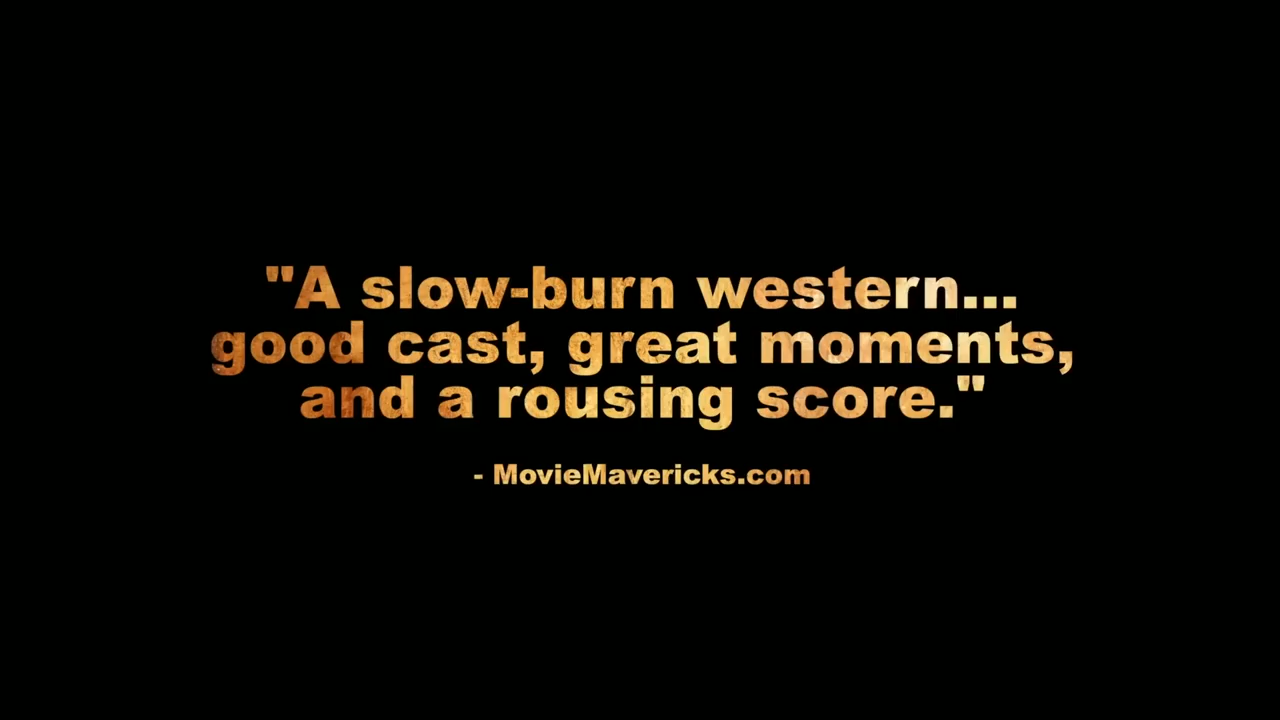 "A slow-burn western...
good cast, great moments,
and a rousing score."
- MovieMavericks.com